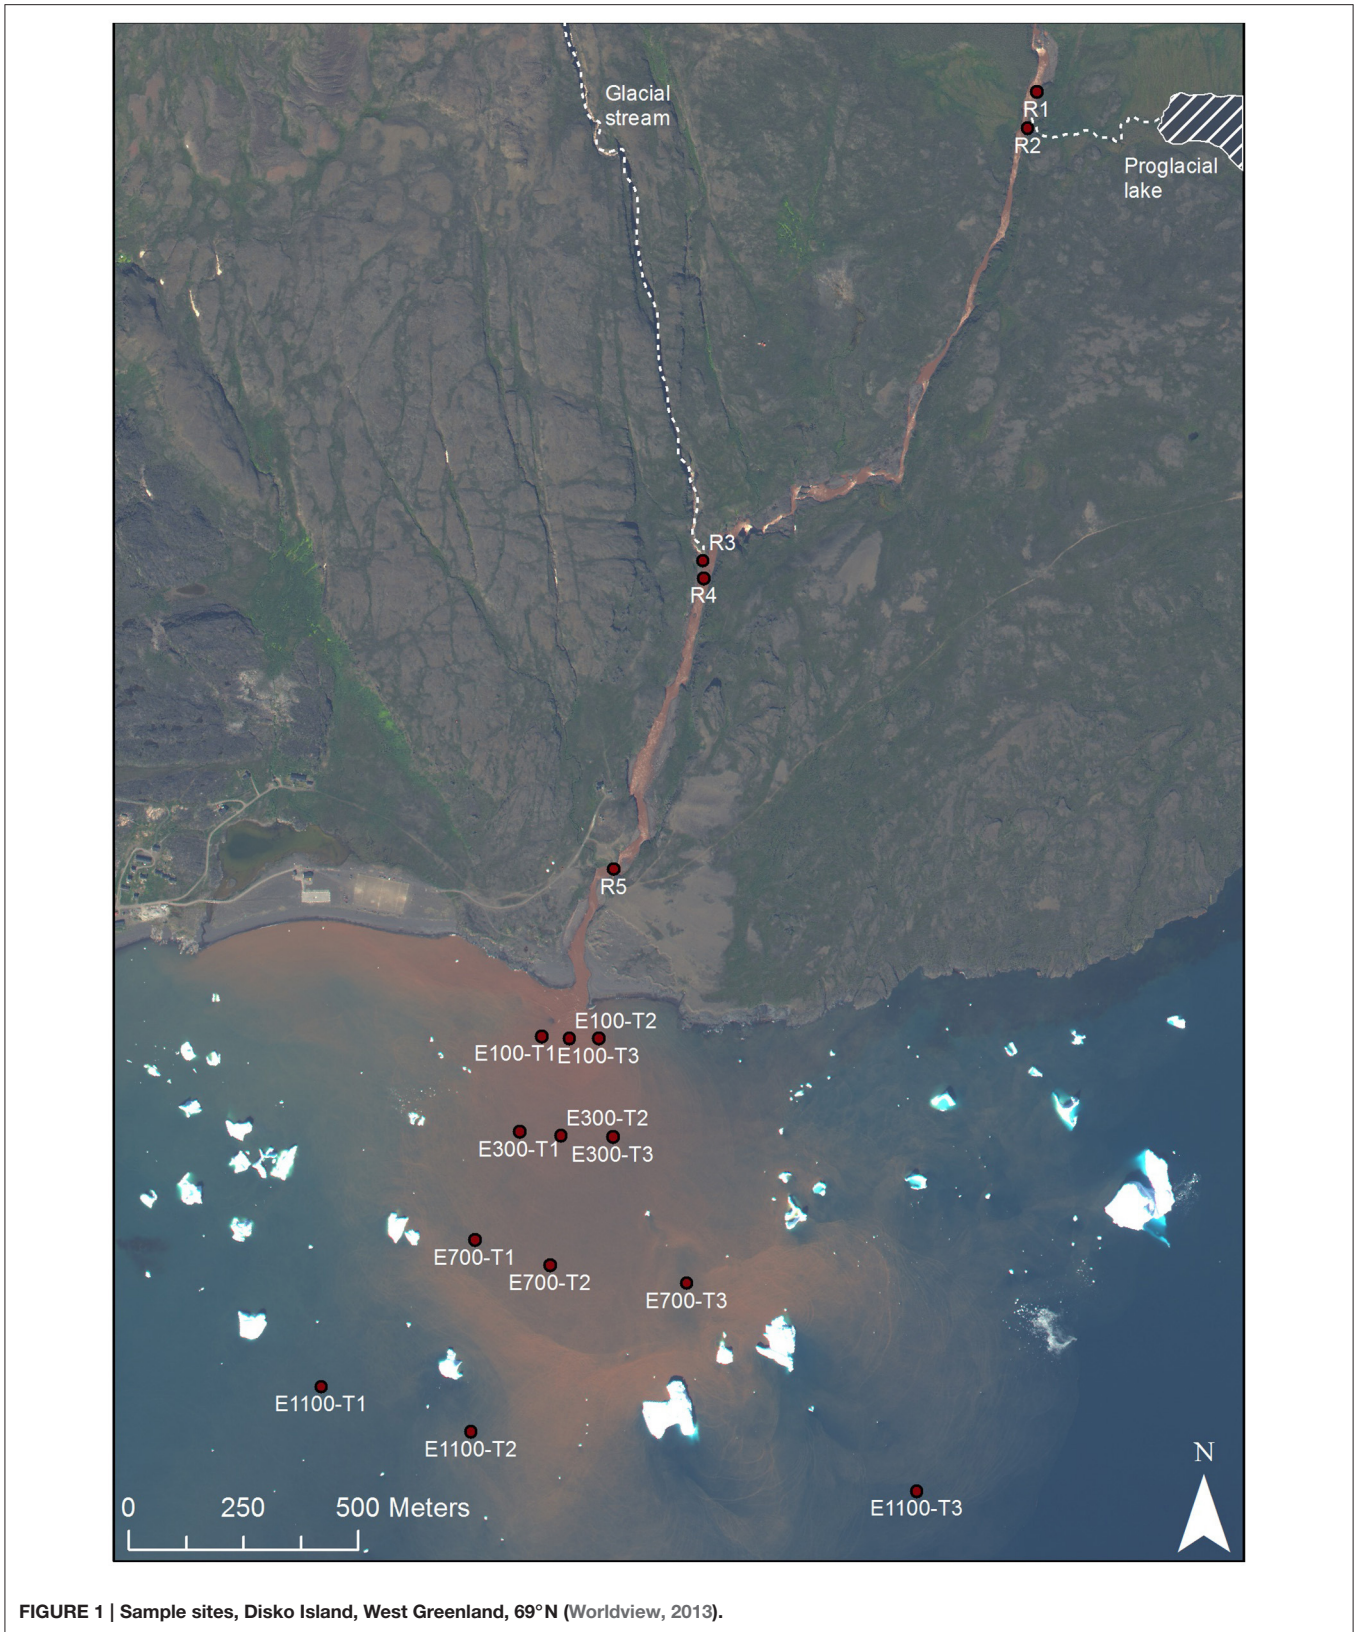 Glacial
stream
R1
R2
Proglacial
lake
R3
R4
R5
E100-T2
E100-T1
E100-T3
E300-T2
E300-T1
E300-T3
E700-T1
E700-T2
E700-T3
E1100-T1
E1100-T2
N
0 250 500 Meters
E1100-T3
FIGURE 1 | Sample sites, Disko Island, West Greenland, 69°N (Worldview, 2013).